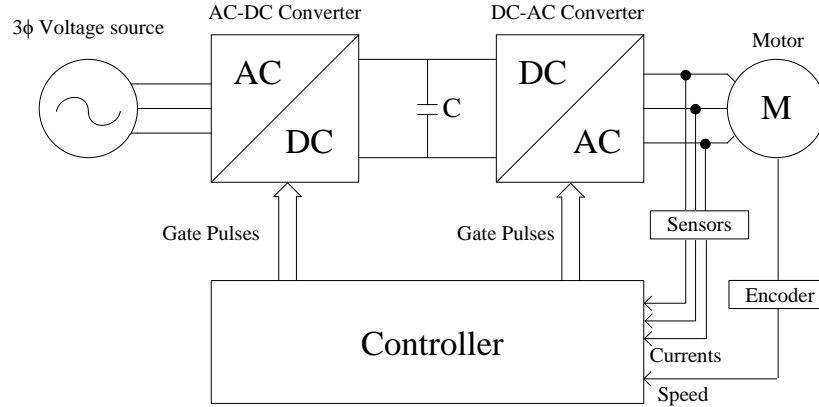 AC-DC Converter
DC-AC Converter
3ϕ Voltage source
Motor
AC
DC
C
DC
AC
M
Gate Pulses
Gate Pulses
Sensors
Encoder
Controller
Currents
Speed